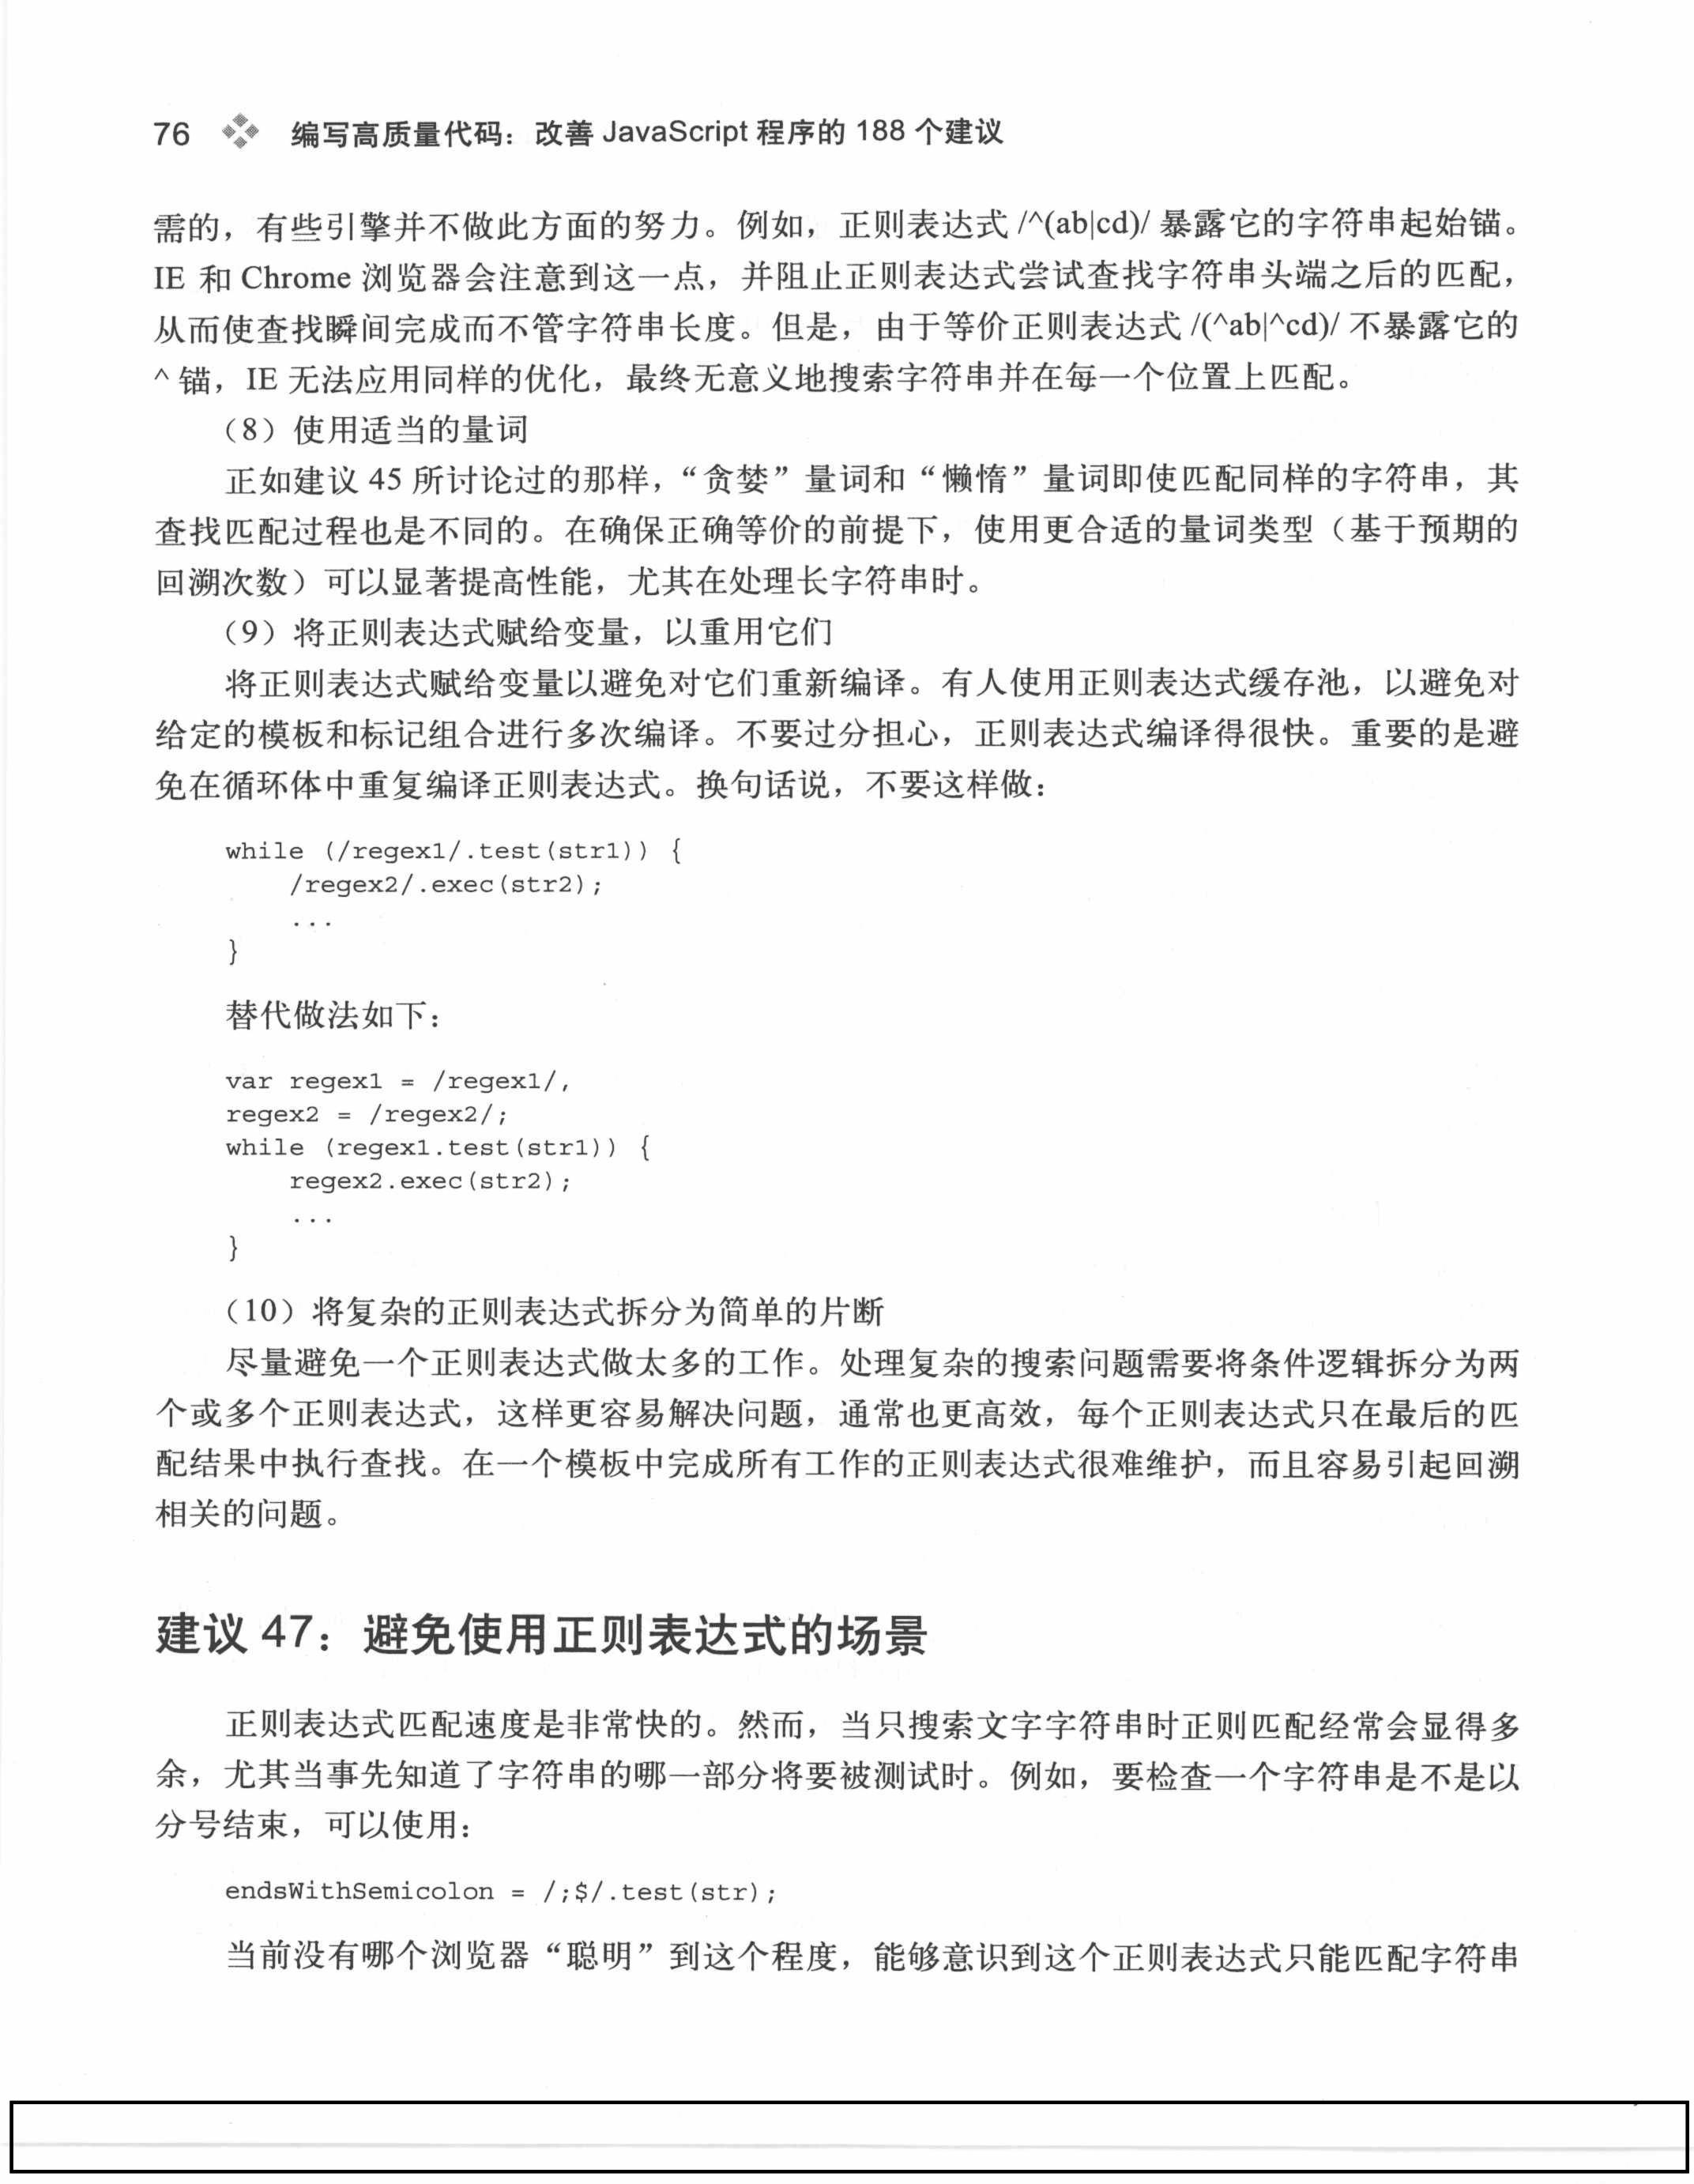 76 编写高质量代码：改善 JavaScript 程序的 188 个建议
需的，有些引擎并不做此方面的努力。例如，正则表达式 /^(ab|cd)/ 暴露它的字符串起始锚。
IE 和 Chrome 浏览器会注意到这一点，并阻止正则表达式尝试查找字符串头端之后的匹配，
从而使查找瞬间完成而不管字符串长度。但是，由于等价正则表达式 /(^ab|^cd)/ 不暴露它的
^ 锚，IE 无法应用同样的优化，最终无意义地搜索字符串并在每一个位置上匹配。
（8）使用适当的量词
正如建议 45 所讨论过的那样，“贪婪”量词和“懒惰”量词即使匹配同样的字符串，其
查找匹配过程也是不同的。在确保正确等价的前提下，使用更合适的量词类型（基于预期的
回溯次数）可以显著提高性能，尤其在处理长字符串时。
（9）将正则表达式赋给变量，以重用它们
将正则表达式赋给变量以避免对它们重新编译。有人使用正则表达式缓存池，以避免对
给定的模板和标记组合进行多次编译。不要过分担心，正则表达式编译得很快。重要的是避
免在循环体中重复编译正则表达式。换句话说，不要这样做：
while (/regex1/.test(str1)) {
    /regex2/.exec(str2);
    ...
}
替代做法如下：
var regex1 = /regex1/,
regex2 = /regex2/;
while (regex1.test(str1)) {
    regex2.exec(str2);
    ...
}
（10）将复杂的正则表达式拆分为简单的片断
尽量避免一个正则表达式做太多的工作。处理复杂的搜索问题需要将条件逻辑拆分为两
个或多个正则表达式，这样更容易解决问题，通常也更高效，每个正则表达式只在最后的匹
配结果中执行查找。在一个模板中完成所有工作的正则表达式很难维护，而且容易引起回溯
相关的问题。
建议 47：避免使用正则表达式的场景
正则表达式匹配速度是非常快的。然而，当只搜索文字字符串时正则匹配经常会显得多
余，尤其当事先知道了字符串的哪一部分将要被测试时。例如，要检查一个字符串是不是以
分号结束，可以使用：
endsWithSemicolon = /;$/.test(str);
当前没有哪个浏览器“聪明”到这个程度，能够意识到这个正则表达式只能匹配字符串